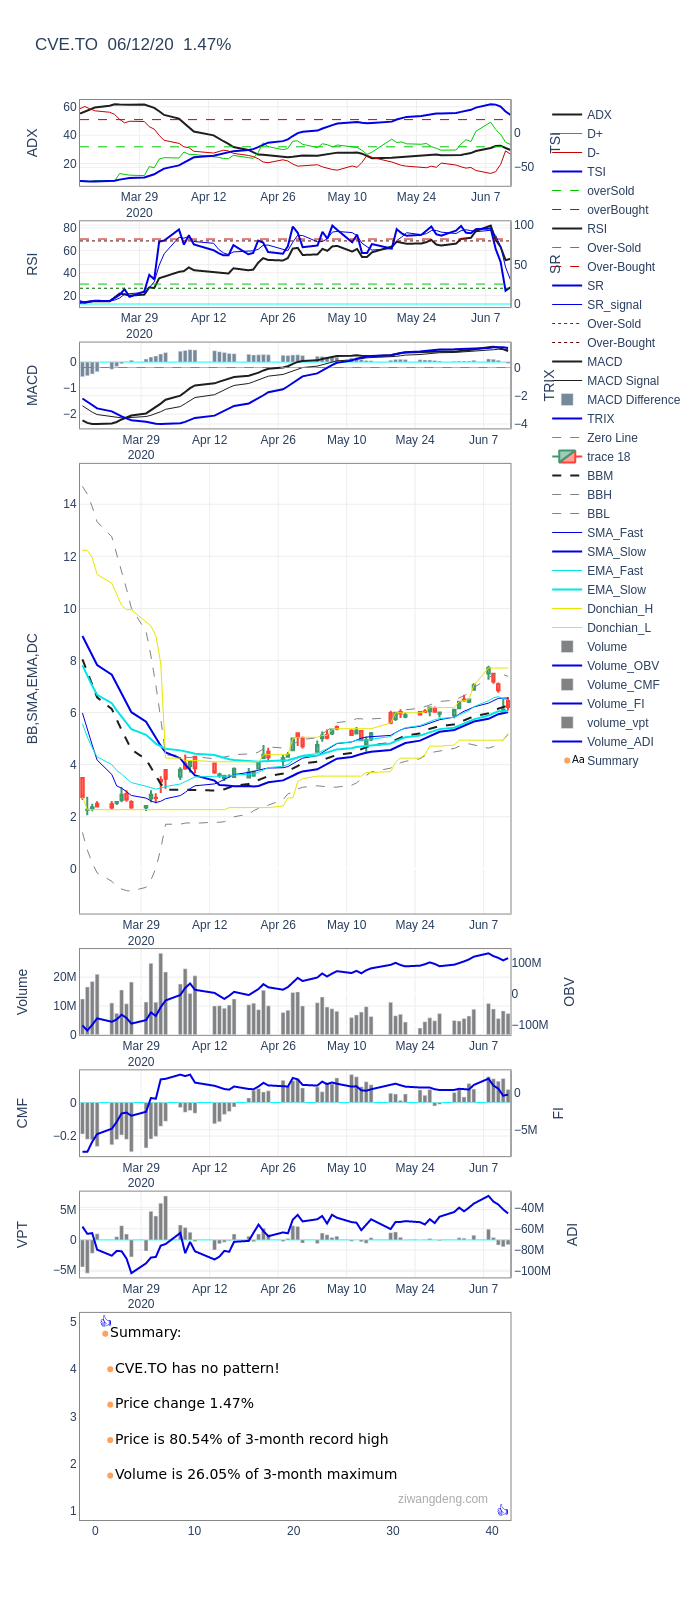 CVE.TO 06/12/20 1.47%
ADX
60
40
20
0
−50
TSI
Mar 29
2020
Apr 12
Apr 26
May 10
May 24
Jun 7
RSI
80
60
40
20
100
50
0
SR
Mar 29
2020
Apr 12
Apr 26
May 10
May 24
Jun 7
MACD
0
−1
−2
0
−2
−4
TRIX
Mar 29
2020
Apr 12
Apr 26
May 10
May 24
Jun 7
BB,SMA,EMA,DC
14
12
10
8
6
4
2
0
Mar 29
2020
Apr 12
Apr 26
May 10
May 24
Jun 7
Volume
20M
10M
0
100M
0
−100M
OBV
Mar 29
2020
Apr 12
Apr 26
May 10
May 24
Jun 7
CMF
0
−0.2
0
−5M
FI
Mar 29
2020
Apr 12
Apr 26
May 10
May 24
Jun 7
VPT
5M
0
−5M
−40M
−60M
−80M
−100M
ADI
Mar 29
2020
Apr 12
Apr 26
May 10
May 24
Jun 7
5
4
3
2
1
Summary:
CVE.TO has no pattern!
Price change 1.47%
Price is 80.54% of 3-month record high
Volume is 26.05% of 3-month maximum
ziwangdeng.com
0
10
20
30
40
ADX
D+
D-
TSI
overSold
overBought
RSI
Over-Sold
Over-Bought
SR
SR_signal
Over-Sold
Over-Bought
MACD
MACD Signal
MACD Difference
TRIX
Zero Line
trace 18
BBM
BBH
BBL
SMA_Fast
SMA_Slow
EMA_Fast
EMA_Slow
Donchian_H
Donchian_L
Volume
Volume_OBV
Volume_CMF
Volume_FI
volume_vpt
Volume_ADI
Aa Summary